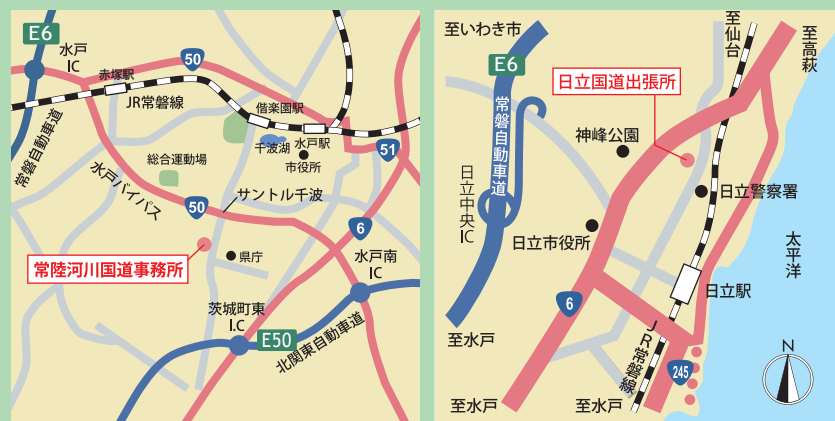 E6
水戸
IC
50
赤塚駅
JR常磐線
偕楽園駅
千波湖
水戸駅
市役所
51
常磐自動車道
総合運動場
水戸バイパス
50
サントル千波
6
常陸河川国道事務所
県庁
水戸南
IC
茨城町東
I.C
E50
北関東自動車道
至いわき市
E6
至仙台
至高萩
日立国道出張所
常磐自動車道
神峰公園
日立中央IC
日立警察署
日立市役所
太平洋
日立駅
6
至水戸
JR常磐線
245
N
至水戸
至水戸